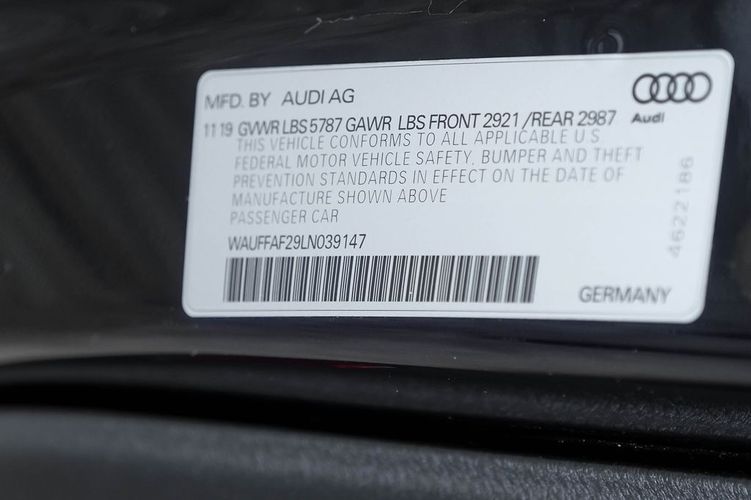 MFD. BY AUDI AG
Audi
11 19 GVWR LBS 5787 GAWR LBS FRONT 2921 /REAR 2987
THIS VEHICLE CONFORMS TO ALL APPLICABLE U.S.
FEDERAL MOTOR VEHICLE SAFETY, BUMPER AND THEFT
PREVENTION STANDARDS IN EFFECT ON THE DATE OF
MANUFACTURE SHOWN ABOVE
PASSENGER CAR
WAUFFAF29LN039147
GERMANY
4622186